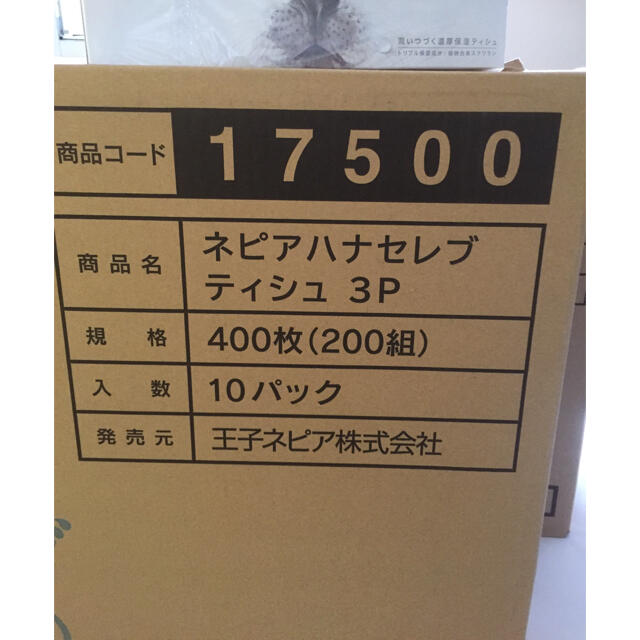 潤いつづく濃厚保湿ティシュ
商品コード 17500
商品名 ネピアハナセレブ
ティシュ 3P
規格 400枚(200組)
入数 10パック
発売元 王子ネピア株式会社